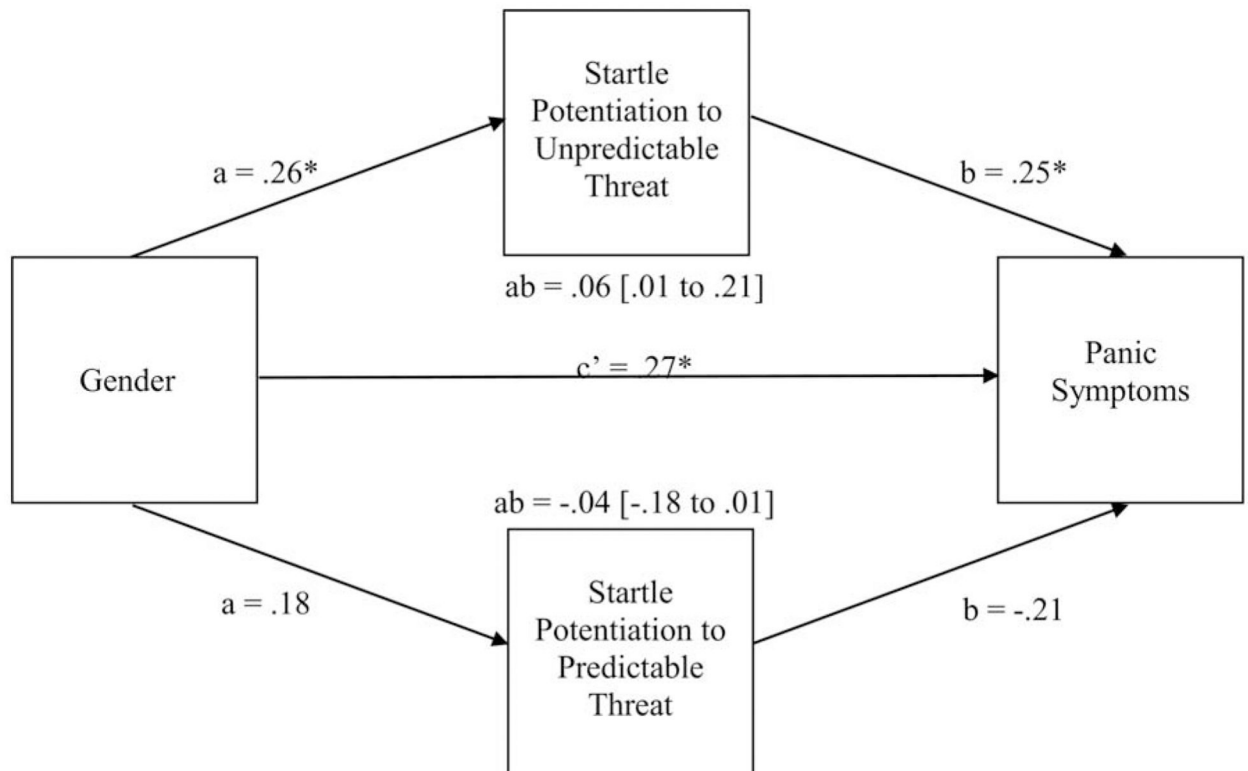 Startle
Potentiation to
Unpredictable
Threat
a = .26*
b = .25*
ab = .06 [.01 to .21]
Gender
c’ = .27*
Panic
Symptoms
ab = -.04 [-.18 to .01]
a = .18
Startle
Potentiation to
Predictable
Threat
b = -.21